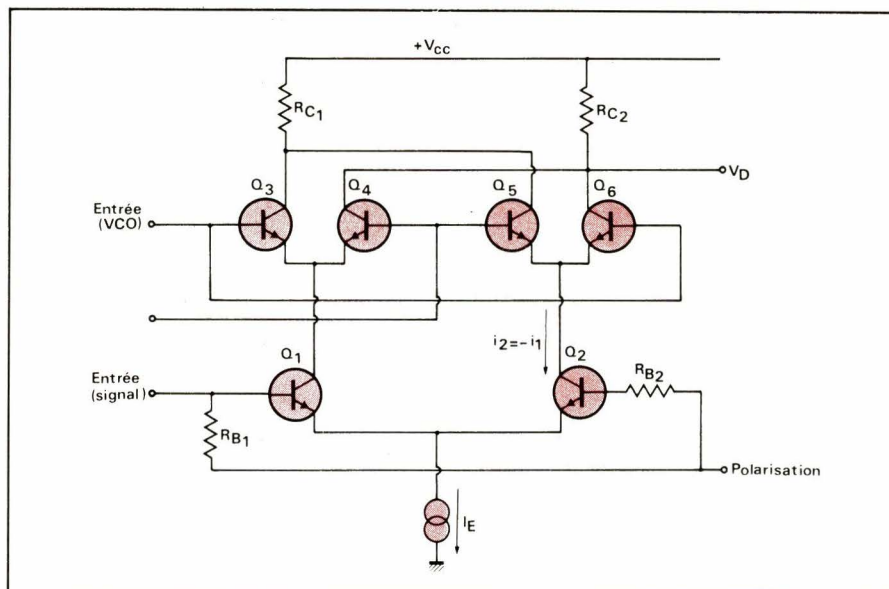 +Vcc
RC1
RC2
VD
Q3
Q4
Q5
Q6
Entrée
(VCO)
i2=-i1
Q1
Q2
RB2
Entrée
(signal)
RB1
Polarisation
IE